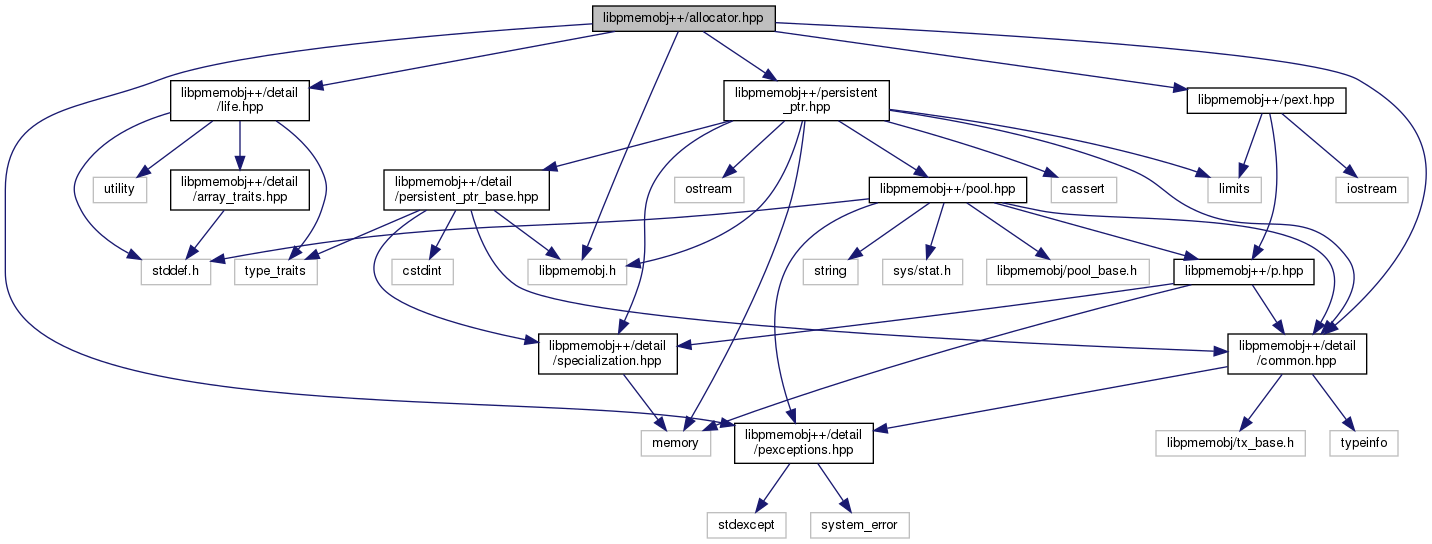 libpmemobj++/allocator.hpp
libpmemobj++/detail
/life.hpp
libpmemobj++/persistent
_ptr.hpp
libpmemobj++/pext.hpp
utility
libpmemobj++/detail
/array_traits.hpp
libpmemobj++/detail
/persistent_ptr_base.hpp
ostream
libpmemobj++/pool.hpp
cassert
limits
iostream
stddef.h
type_traits
cstdint
libpmemobj.h
string
sys/stat.h
libpmemobj/pool_base.h
libpmemobj++/p.hpp
libpmemobj++/detail
/specialization.hpp
libpmemobj++/detail
/common.hpp
memory
libpmemobj++/detail
/pexceptions.hpp
libpmemobj/tx_base.h
typeinfo
stdexcept
system_error